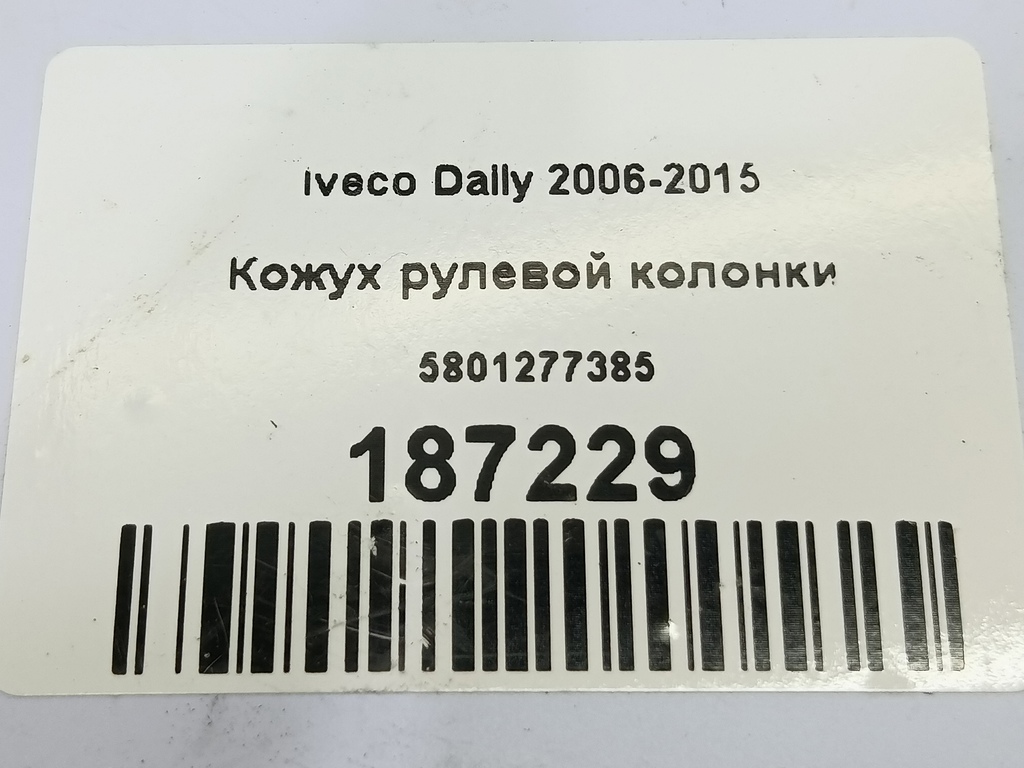 Iveco Daily 2006-2015
Кожух рулевой колонки
5801277385
187229